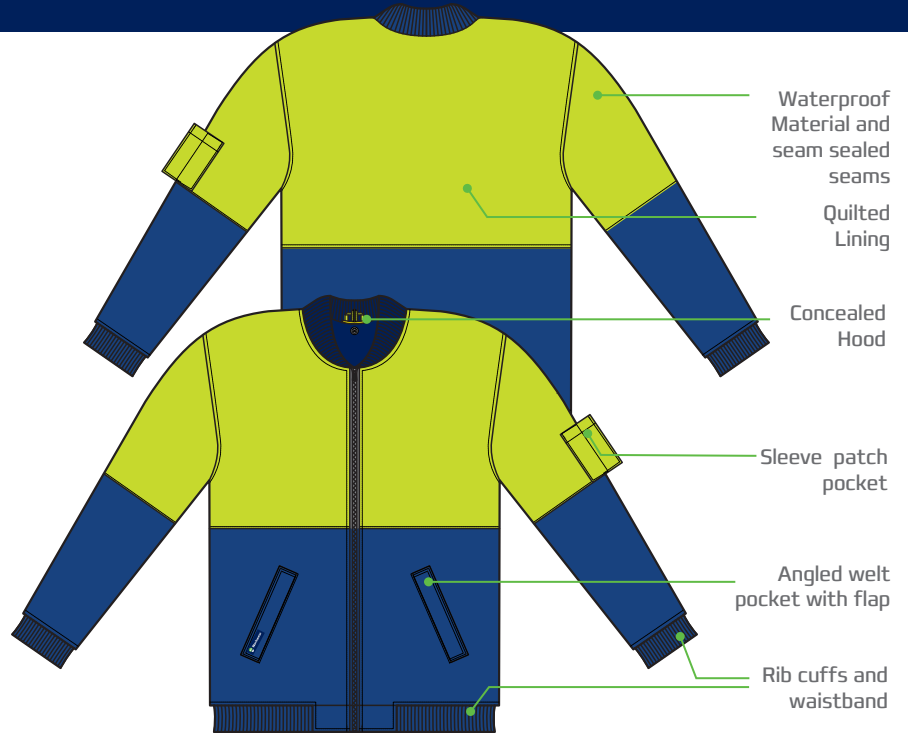 Waterproof
Material and
seam sealed
seams
Quilted
Lining
Concealed
Hood
Sleeve patch
pocket
Angled welt
pocket with flap
Rib cuffs and
waistband